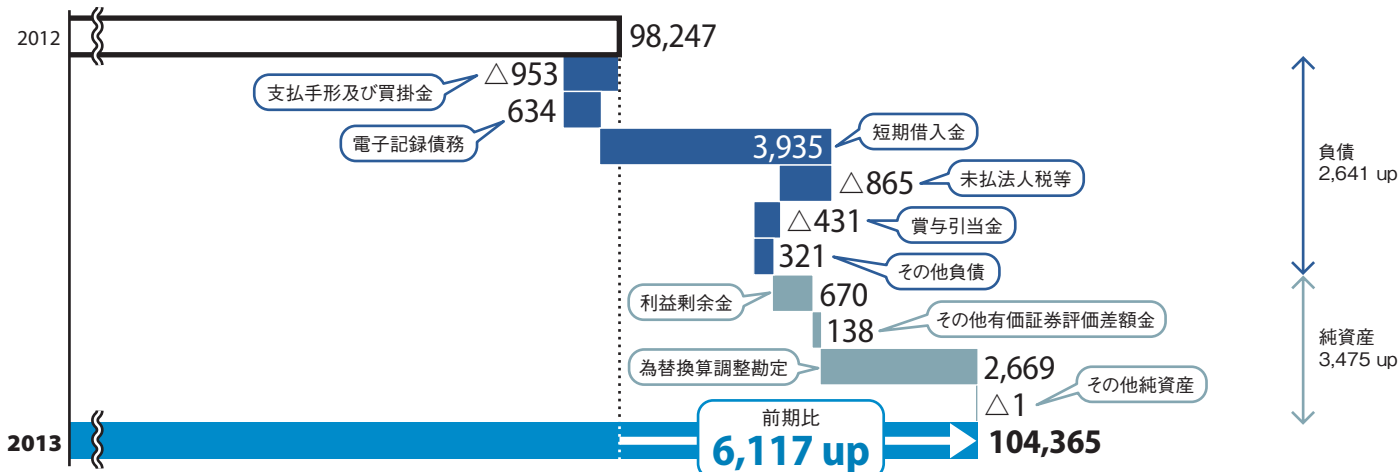 2012
98,247
支払手形及び買掛金
△953
電子記録債務
634
3,935
短期借入金
△865
未払法人税等
△431
賞与引当金
321
その他負債
負債
2,641 up
利益剰余金
670
138
その他有価証券評価差額金
為替換算調整勘定
2,669
△1
その他純資産
純資産
3,475 up
2013
前期比
6,117 up
104,365